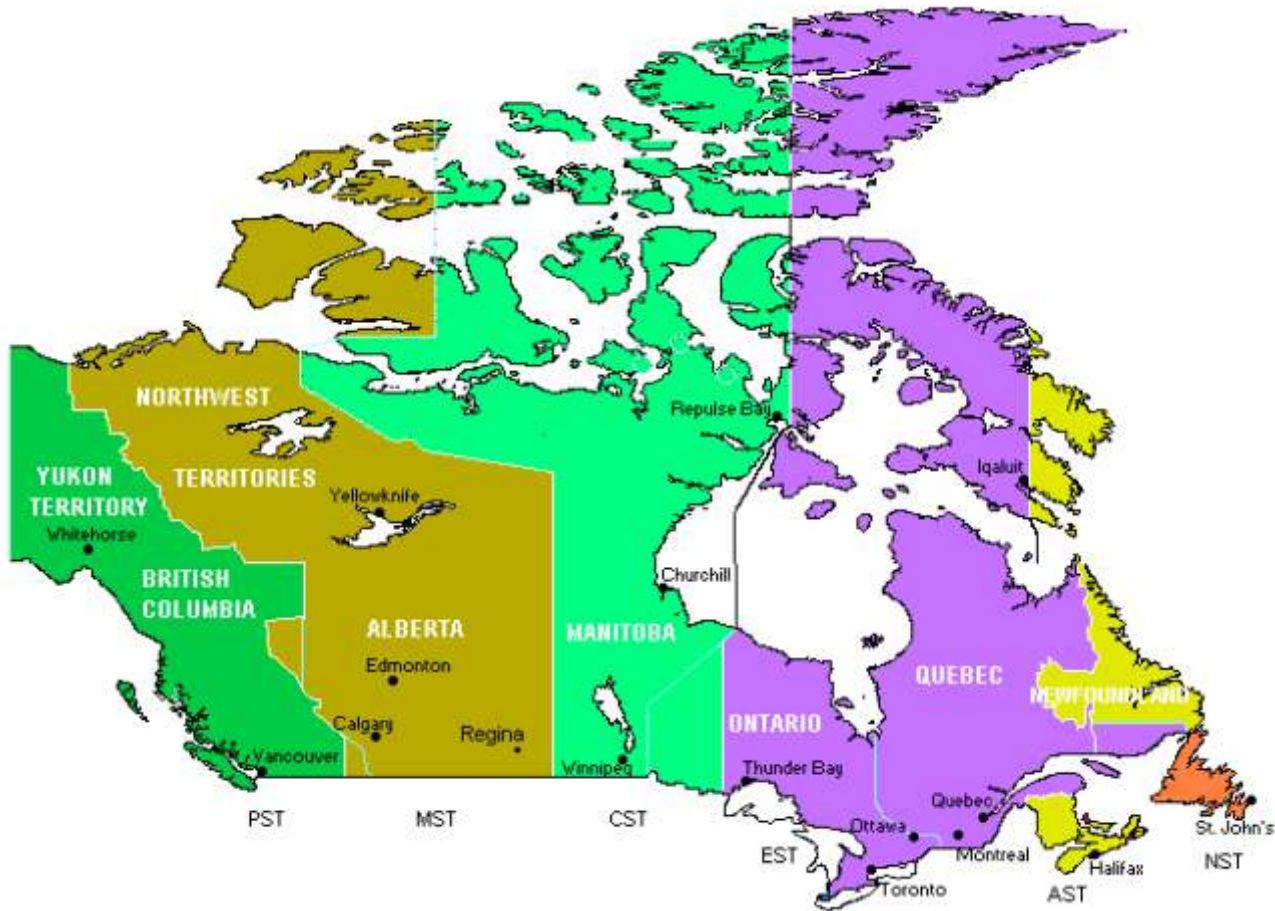 NORTHWEST
TERRITORIES
Repulse Bay
YUKON
TERRITORY
Iqaluit
Yellowknife
Whitehorse
BRITISH
COLUMBIA
Churchill
ALBERTA
MANITOBA
Edmonton
QUEBEC
NEWFOUNDLAND
ONTARIO
Calgary
Regina
Vancouver
Winnipeg
Thunder Bay
Quebec
Ottawa
Montreal
St. John's
PST
MST
CST
EST
Toronto
Halifax
AST
NST